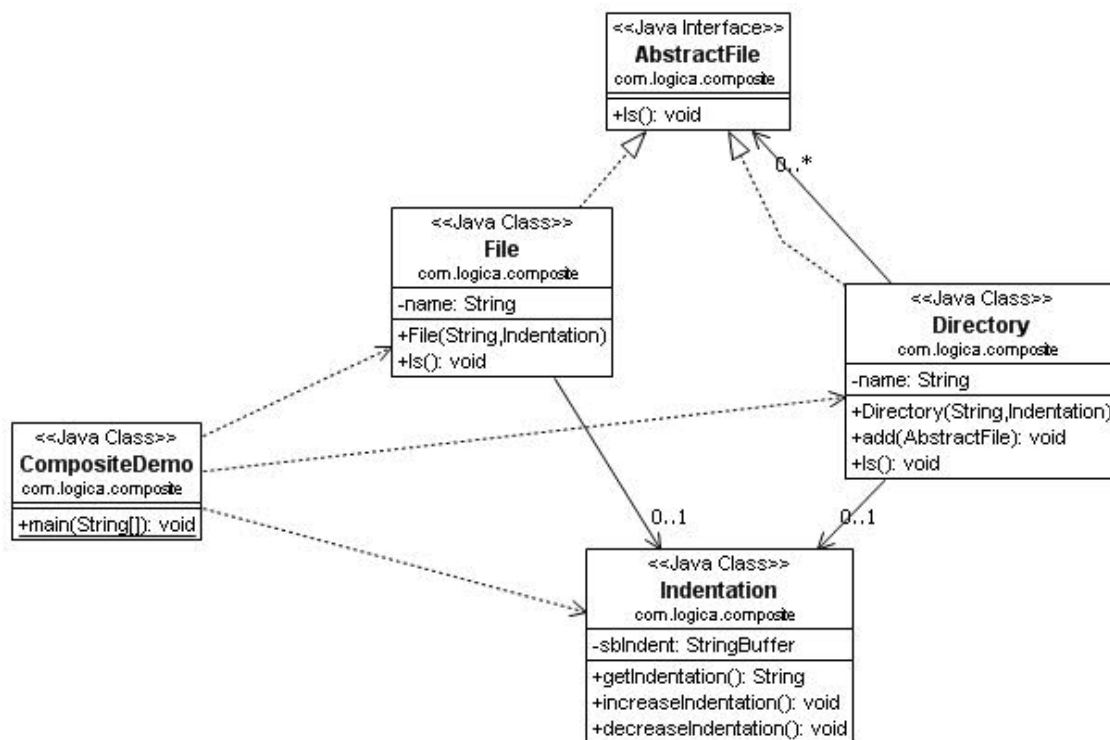 <<Java Interface>>
AbstractFile
com.logica.composite
+ls(): void
0..*
<<Java Class>>
File
com.logica.composite
-name: String
+File(String,Indentation)
+ls(): void
<<Java Class>>
Directory
com.logica.composite
-name: String
+Directory(String,Indentation)
+add(AbstractFile): void
+ls(): void
<<Java Class>>
CompositeDemo
com.logica.composite
+main(String[]): void
0..1
0..1
<<Java Class>>
Indentation
com.logica.composite
-sbIndent: StringBuffer
+getIndentation(): String
+increaseIndentation(): void
+decreaseIndentation(): void